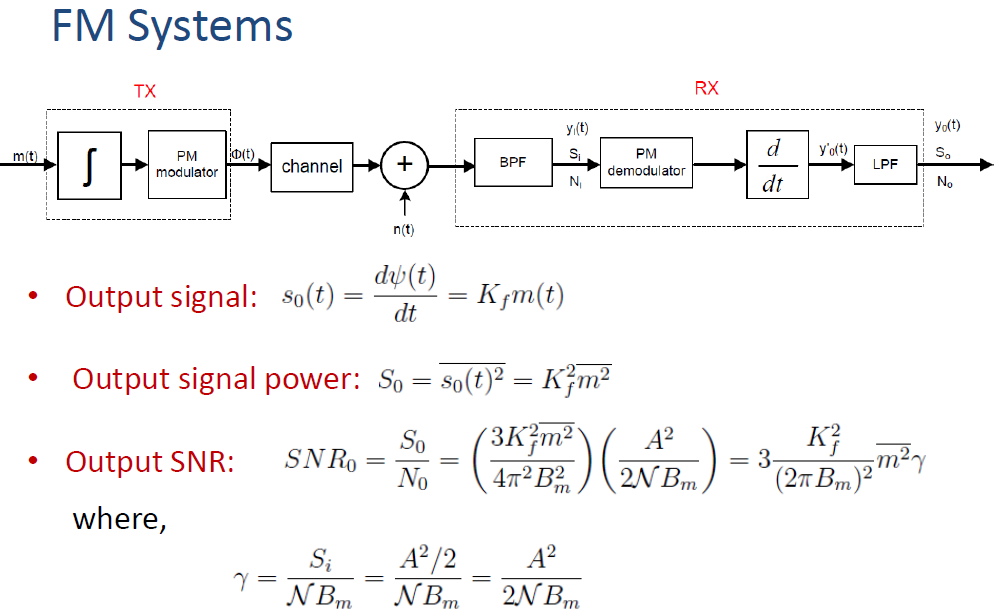 FM Systems
TX
RX
m(t)
∫
PM modulator
Φ(t)
channel
+
n(t)
BPF
yᵢ(t)
Sᵢ
Nᵢ
PM demodulator
d/dt
y'₀(t)
LPF
y₀(t)
Sₒ
Nₒ
• Output signal: s₀(t) = dψ(t)/dt = K_f m(t)
• Output signal power: S₀ = \overline{s₀(t)²} = K_f² \overline{m²}
• Output SNR: SNR₀ = S₀/N₀ = (3K_f² \overline{m²} / 4π²B_m²)(A² / 2𝒩B_m) = 3 K_f²/(2πB_m)² \overline{m²}γ
where,
γ = Sᵢ/𝒩B_m = (A²/2)/𝒩B_m = A²/2𝒩B_m